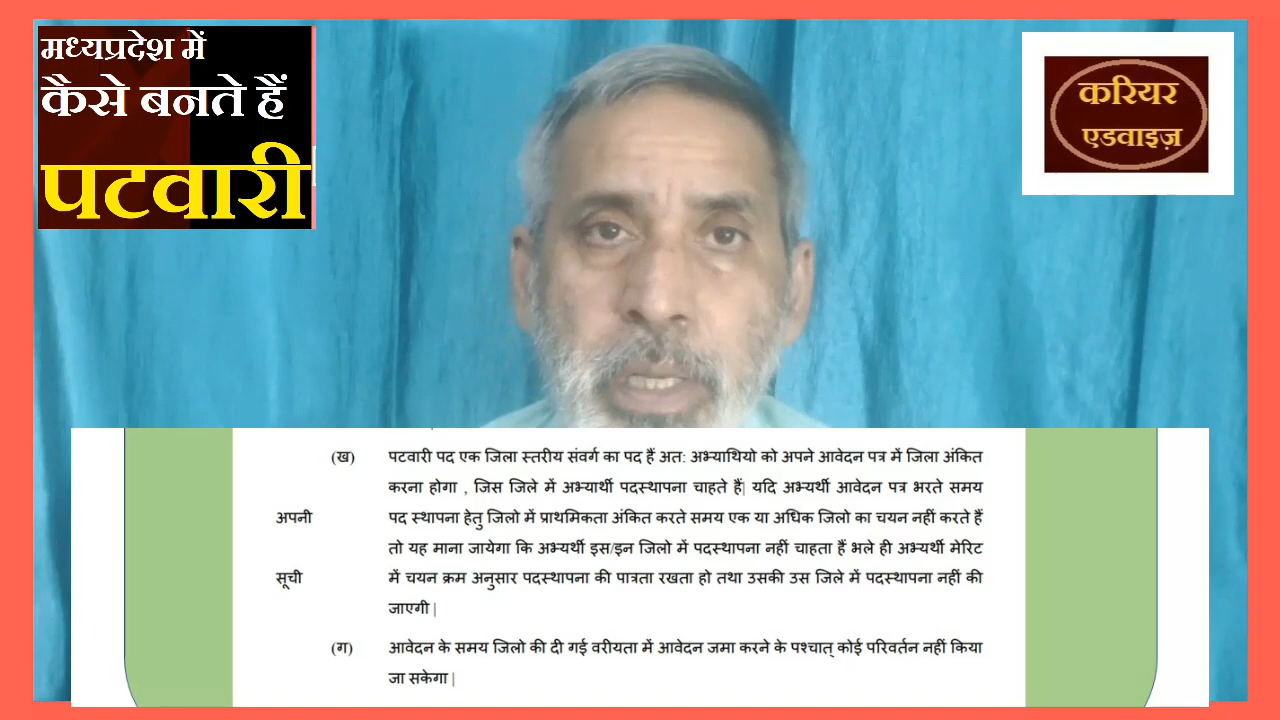 मध्यप्रदेश में
कैसे बनते हैं
पटवारी
करियर
एडवाइज़
(ख) पटवारी पद एक जिला स्तरीय संवर्ग का पद हैं अत: अभ्याथियो को अपने आवेदन पत्र में जिला अंकित
करना होगा , जिस जिले में अभ्यार्थी पदस्थापना चाहते हैं| यदि अभ्यर्थी आवेदन पत्र भरते समय
अपनी पद स्थापना हेतु जिलो में प्राथमिकता अंकित करते समय एक या अधिक जिलो का चयन नहीं करते हैं
तो यह माना जायेगा कि अभ्यर्थी इस/इन जिलो में पदस्थापना नहीं चाहता हैं भले ही अभ्यर्थी मेरिट
सूची में चयन क्रम अनुसार पदस्थापना की पात्रता रखता हो तथा उसकी उस जिले में पदस्थापना नहीं की
जाएगी |
(ग) आवेदन के समय जिलो की दी गई वरीयता में आवेदन जमा करने के पश्चात् कोई परिवर्तन नहीं किया
जा सकेगा |